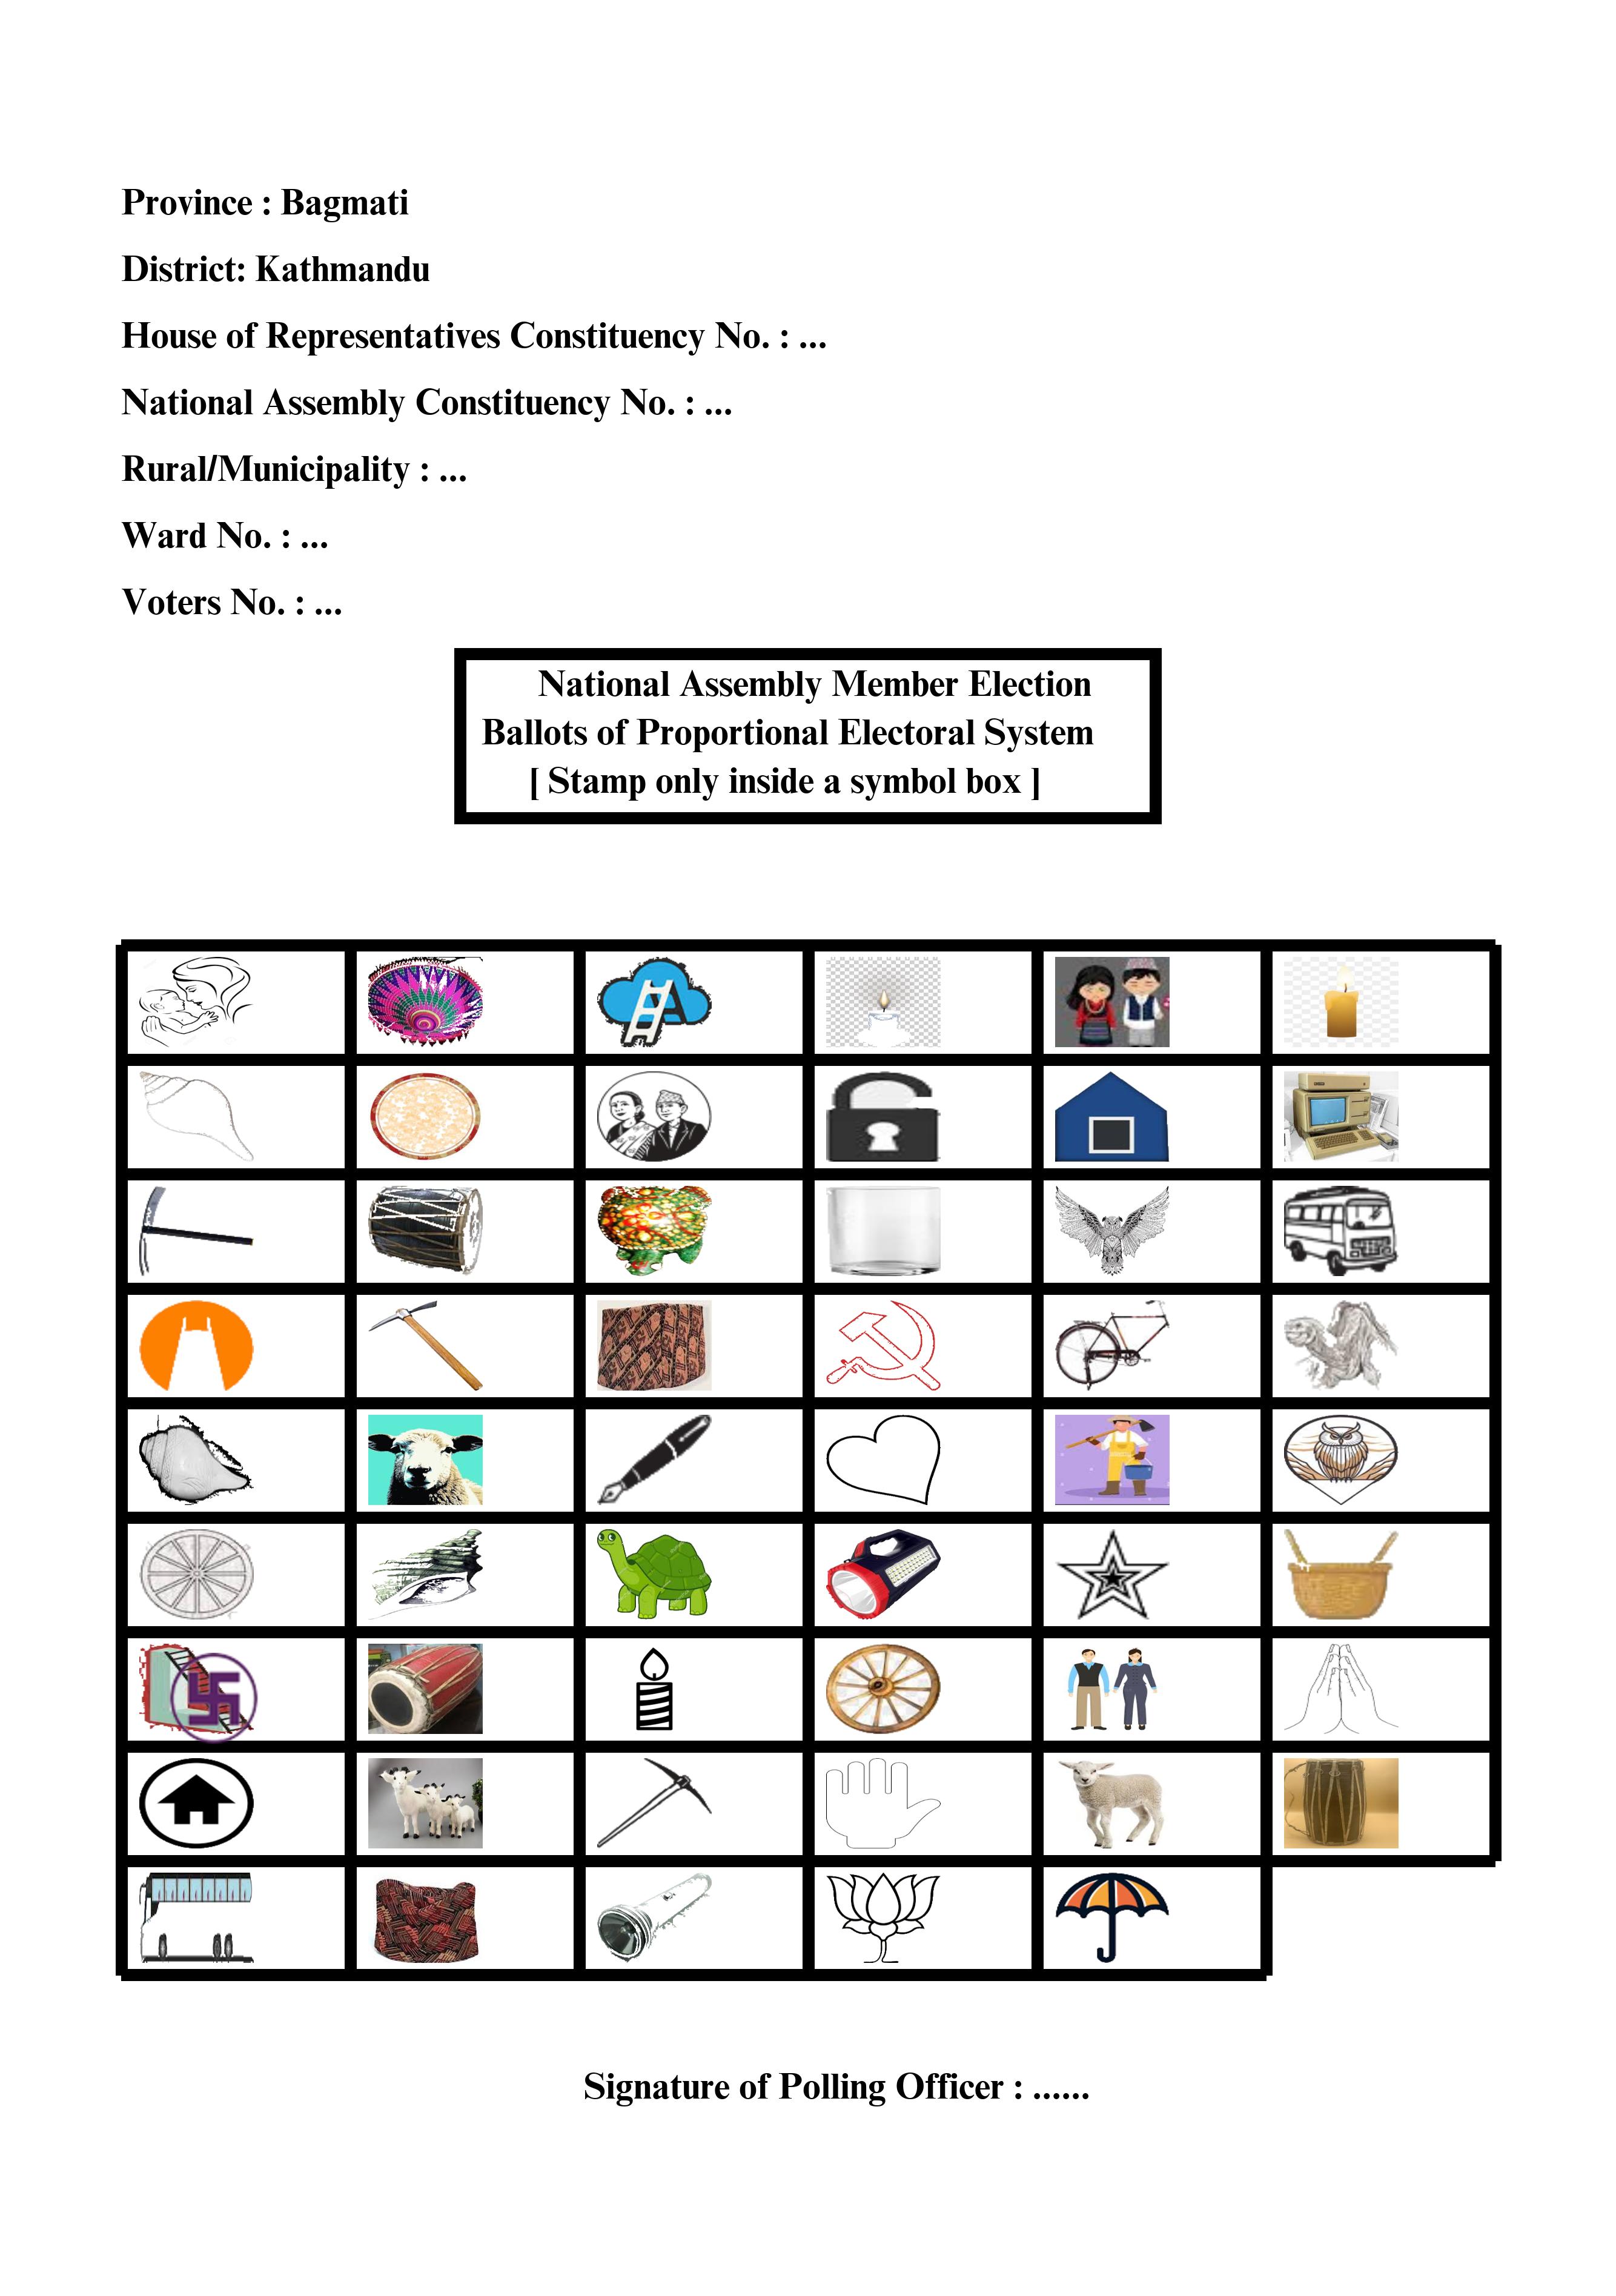 Province : Bagmati
District: Kathmandu
House of Representatives Constituency No. : ...
National Assembly Constituency No. : ...
Rural/Municipality : ...
Ward No. : ...
Voters No. : ...
National Assembly Member Election
Ballots of Proportional Electoral System
[ Stamp only inside a symbol box ]
Signature of Polling Officer : ......